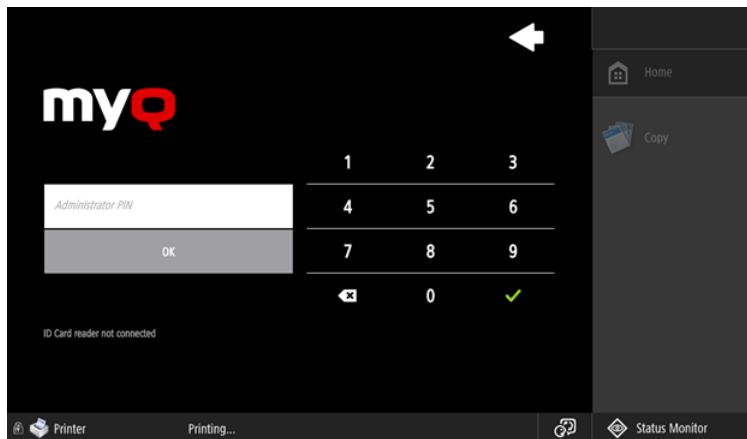 Home
myQ
Copy
1 2 3
Administrator PIN
4 5 6
OK
7 8 9
0
ID Card reader not connected
Printer Printing... Status Monitor